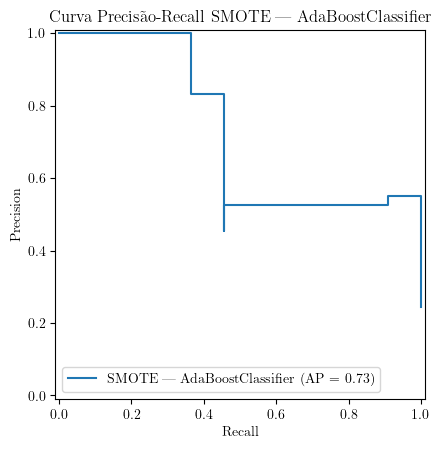 Curva Precisão-Recall SMOTE — AdaBoostClassifier
1.0
0.8
0.6
0.4
0.2
0.0
Precision
SMOTE — AdaBoostClassifier (AP = 0.73)
0.0 0.2 0.4 0.6 0.8 1.0
Recall